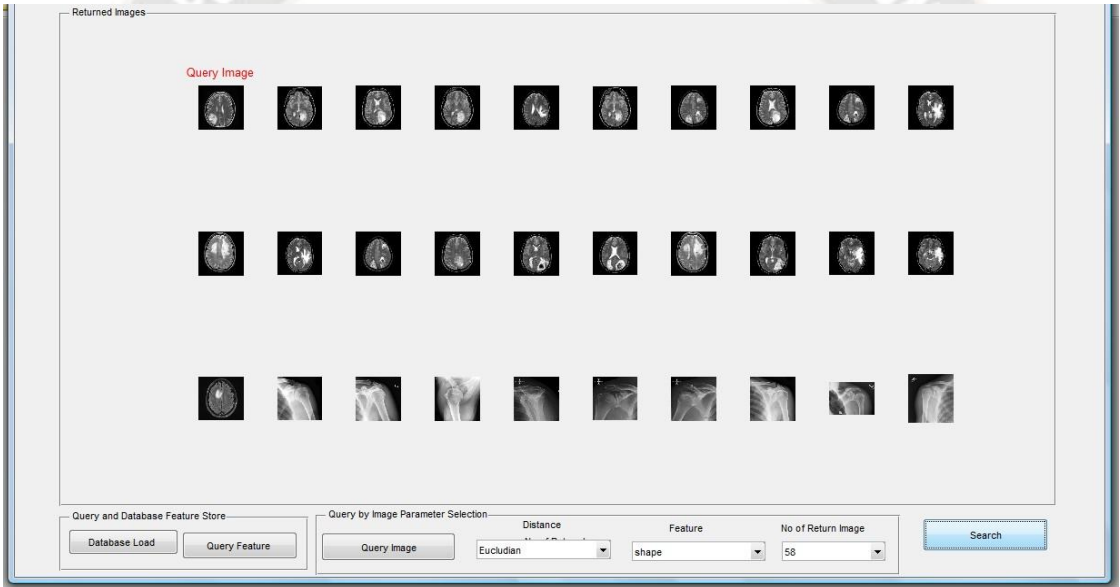 Returned Images
Query Image
Query and Database Feature Store
Database Load
Query Feature
Query by Image Parameter Selection
Query Image
Distance
Eucludian
Feature
shape
No of Return Image
58
Search